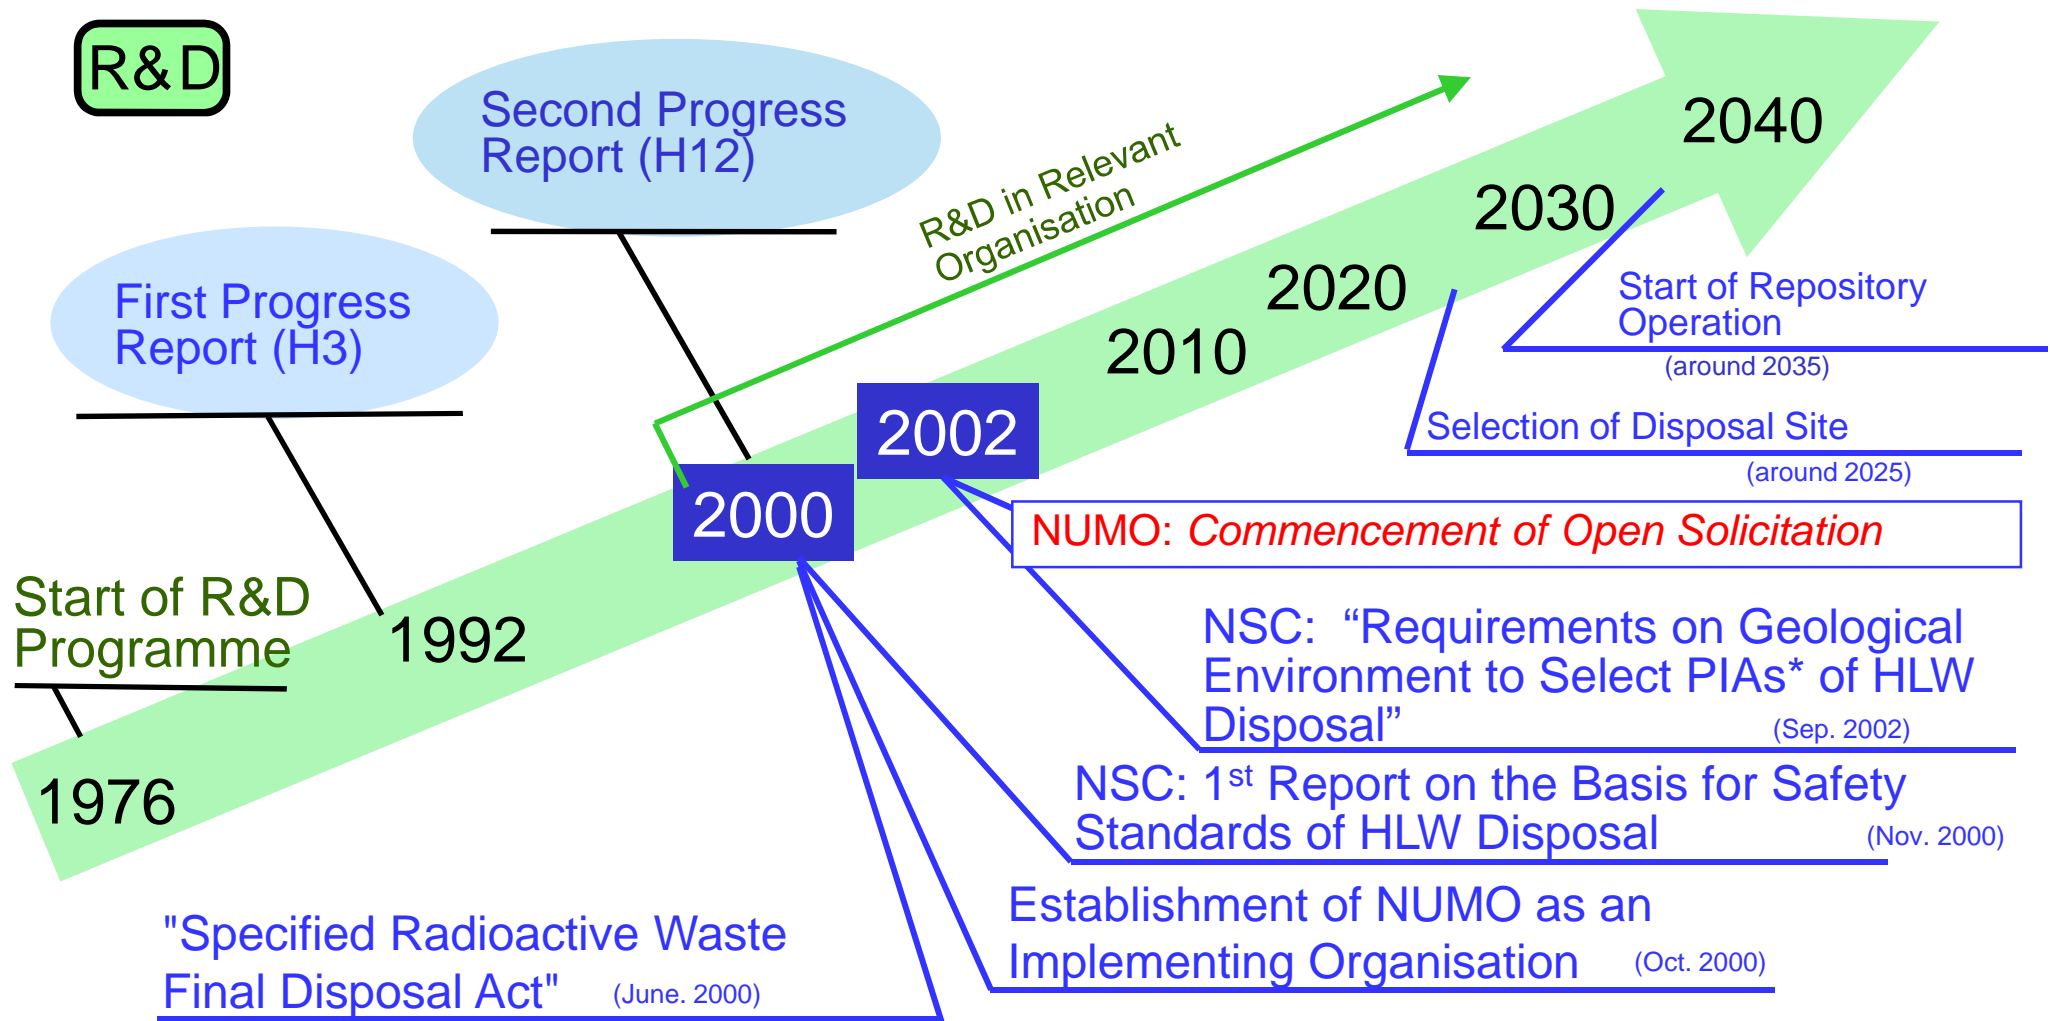 R&D
Second Progress
Report (H12)
First Progress
Report (H3)
R&D in Relevant
Organisation
Start of R&D
Programme
1976
1992
2000
2002
2010
2020
2030
2040
Start of Repository
Operation
(around 2035)
Selection of Disposal Site
(around 2025)
NUMO: Commencement of Open Solicitation
NSC: “Requirements on Geological
Environment to Select PIAs* of HLW
Disposal” (Sep. 2002)
NSC: 1st Report on the Basis for Safety
Standards of HLW Disposal (Nov. 2000)
Establishment of NUMO as an
Implementing Organisation (Oct. 2000)
"Specified Radioactive Waste
Final Disposal Act" (June. 2000)